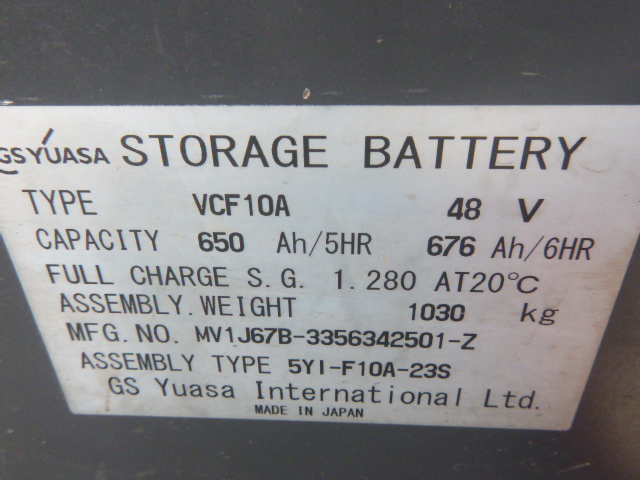 GS YUASA STORAGE BATTERY
TYPE VCF10A 48 V
CAPACITY 650 Ah/5HR 676 Ah/6HR
FULL CHARGE S.G. 1.280 AT20℃
ASSEMBLY.WEIGHT 1030 kg
MFG.NO. MV1J67B-3356342501-Z
ASSEMBLY TYPE 5YI-F10A-23S
GS Yuasa International Ltd.
MADE IN JAPAN